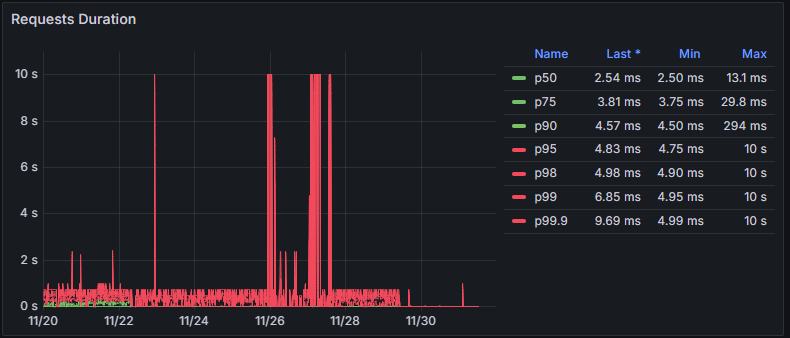 Requests Duration
Name Last * Min Max
10 s
8 s
6 s
4 s
2 s
0 s
11/20 11/22 11/24 11/26 11/28 11/30
p50 2.54 ms 2.50 ms 13.1 ms
p75 3.81 ms 3.75 ms 29.8 ms
p90 4.57 ms 4.50 ms 294 ms
p95 4.83 ms 4.75 ms 10 s
p98 4.98 ms 4.90 ms 10 s
p99 6.85 ms 4.95 ms 10 s
p99.9 9.69 ms 4.99 ms 10 s